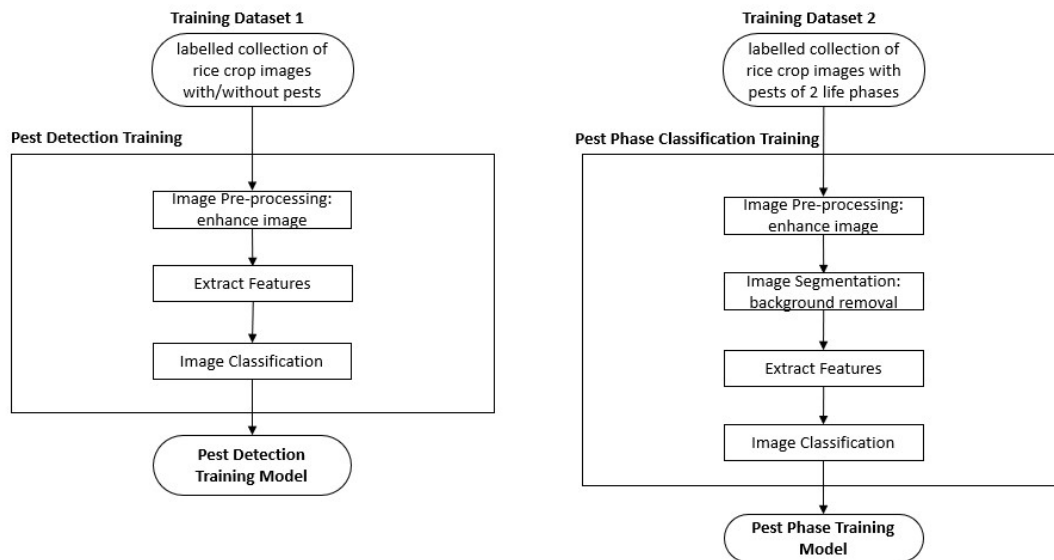 Training Dataset 1
labelled collection of
rice crop images
with/without pests
Pest Detection Training
Image Pre-processing:
enhance image
Extract Features
Image Classification
Pest Detection
Training Model
Training Dataset 2
labelled collection of
rice crop images with
pests of 2 life phases
Pest Phase Classification Training
Image Pre-processing:
enhance image
Image Segmentation:
background removal
Extract Features
Image Classification
Pest Phase Training
Model